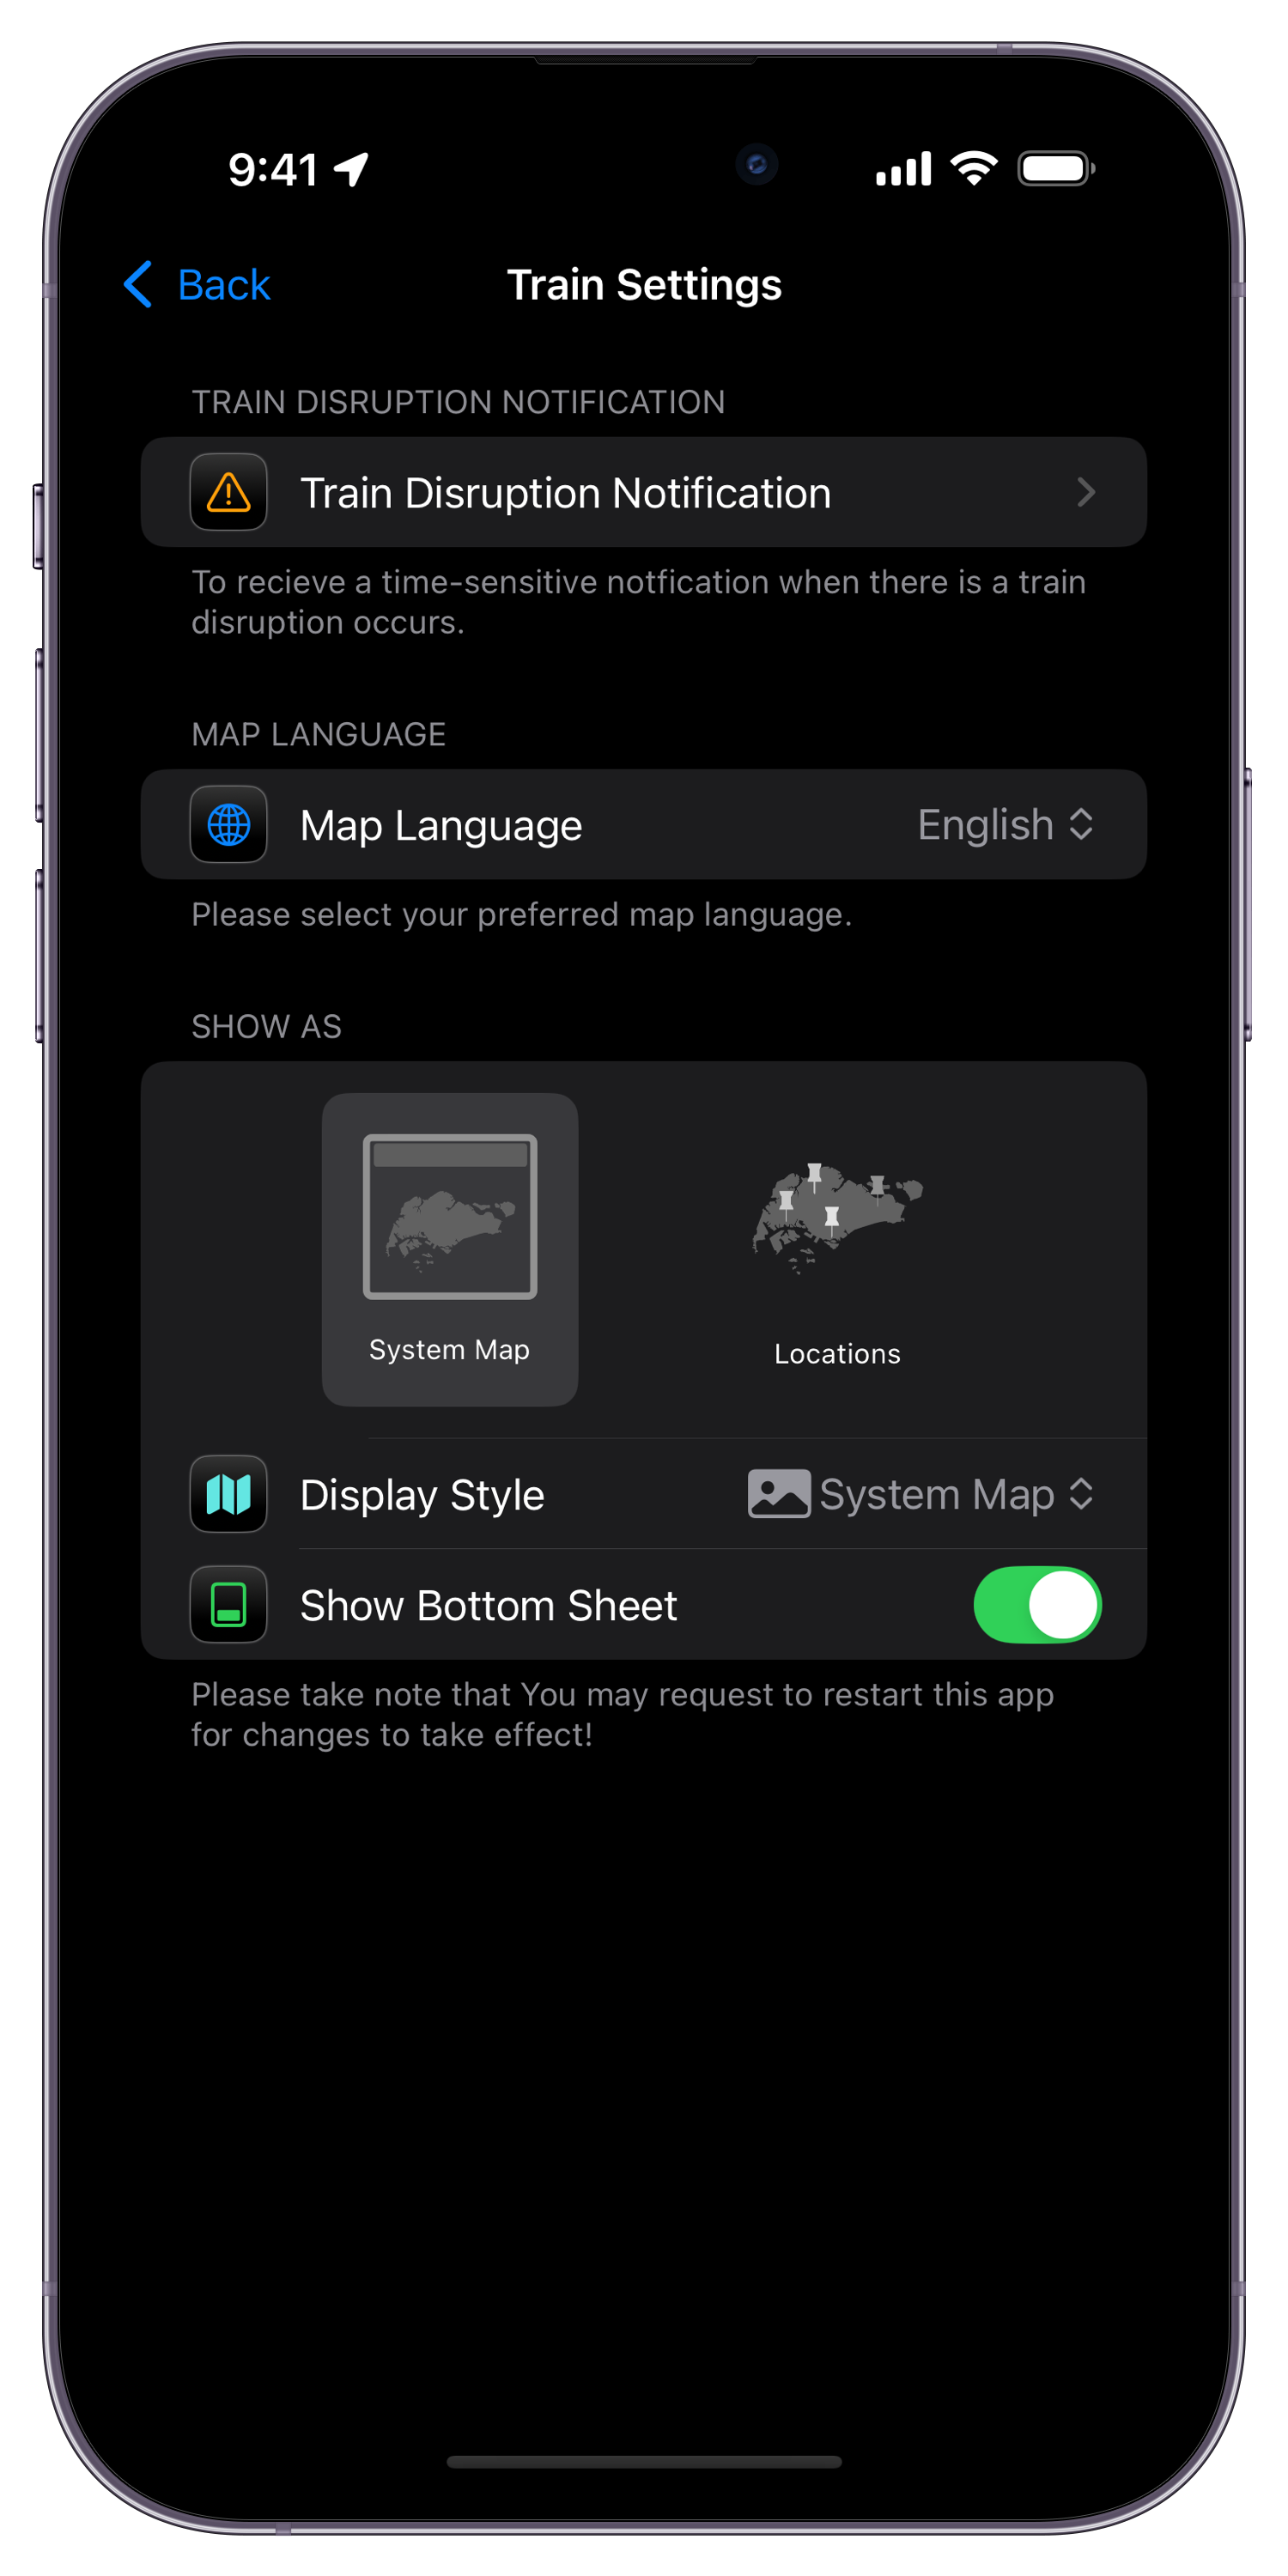 9:41
Back
Train Settings
TRAIN DISRUPTION NOTIFICATION
Train Disruption Notification
To recieve a time-sensitive notfication when there is a train
disruption occurs.
MAP LANGUAGE
Map Language
English
Please select your preferred map language.
SHOW AS
System Map
Locations
Display Style
System Map
Show Bottom Sheet
Please take note that You may request to restart this app
for changes to take effect!